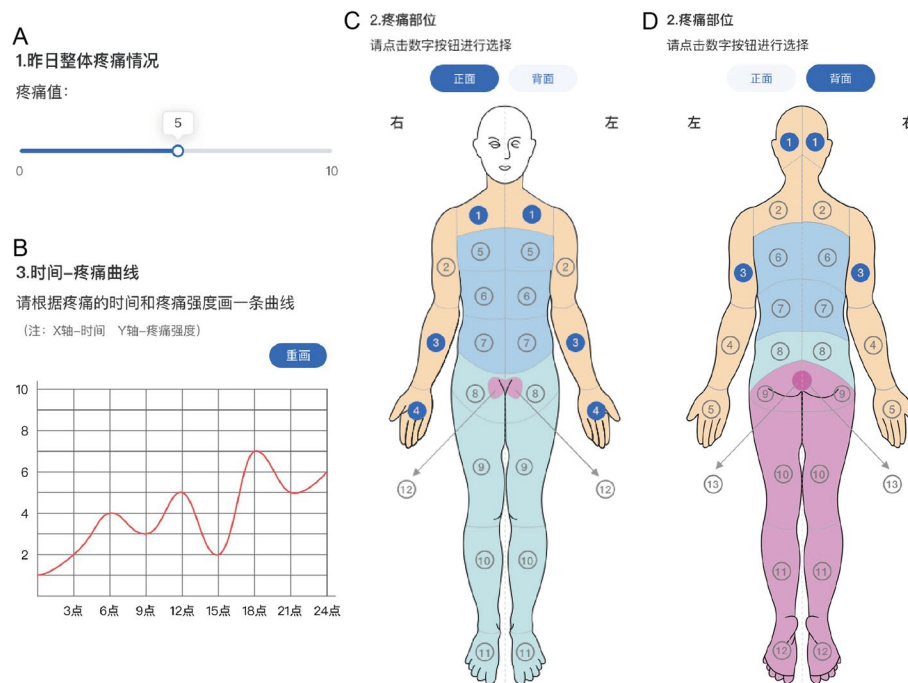 A
1.昨日整体疼痛情况
疼痛值：
5
0 10
B
3.时间–疼痛曲线
请根据疼痛的时间和疼痛强度画一条曲线
（注： X轴–时间 Y轴–疼痛强度）
重画
10
8
6
4
2
3点 6点 9点 12点 15点 18点 21点 24点
C 2.疼痛部位
请点击数字按钮进行选择
正面 背面
右 左
1 1
2 5 5 2
6 6
3 7 7 3
4 8 8 4
9 9
12 12
10 10
11 11
D 2.疼痛部位
请点击数字按钮进行选择
正面 背面
左 右
1 1
2 2
6 6
3 3
7 7
4 8 8 4
9 9
5 5
10 10
13 13
11 11
12 12